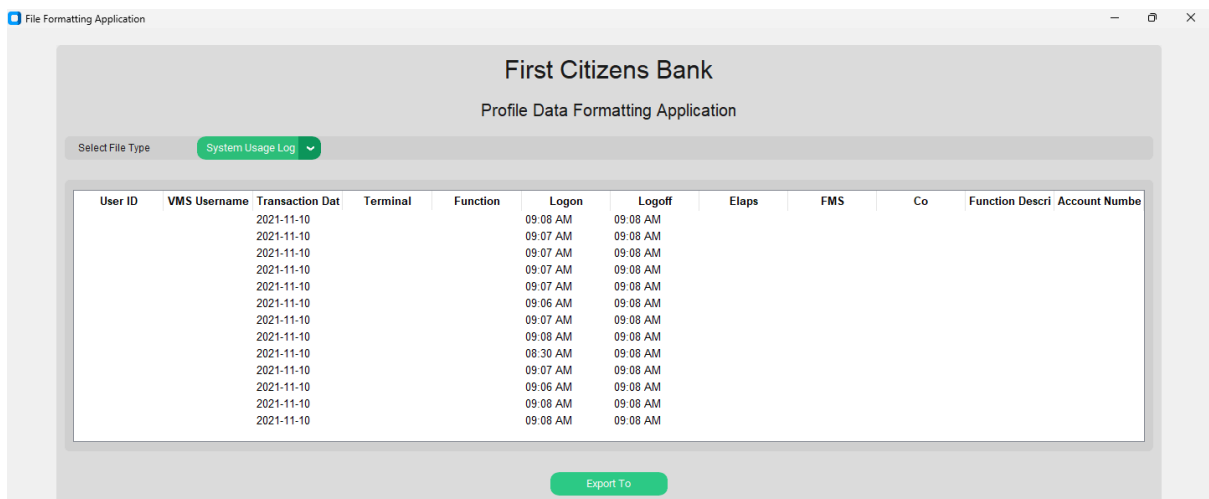 File Formatting Application
First Citizens Bank
Profile Data Formatting Application
Select File Type System Usage Log
User ID VMS Username Transaction Dat Terminal Function Logon Logoff Elaps FMS Co Function Descri Account Numbe
2021-11-10 09:08 AM 09:08 AM
2021-11-10 09:07 AM 09:08 AM
2021-11-10 09:07 AM 09:08 AM
2021-11-10 09:07 AM 09:08 AM
2021-11-10 09:07 AM 09:08 AM
2021-11-10 09:06 AM 09:08 AM
2021-11-10 09:07 AM 09:08 AM
2021-11-10 09:08 AM 09:08 AM
2021-11-10 08:30 AM 09:08 AM
2021-11-10 09:07 AM 09:08 AM
2021-11-10 09:06 AM 09:08 AM
2021-11-10 09:08 AM 09:08 AM
2021-11-10 09:08 AM 09:08 AM
Export To